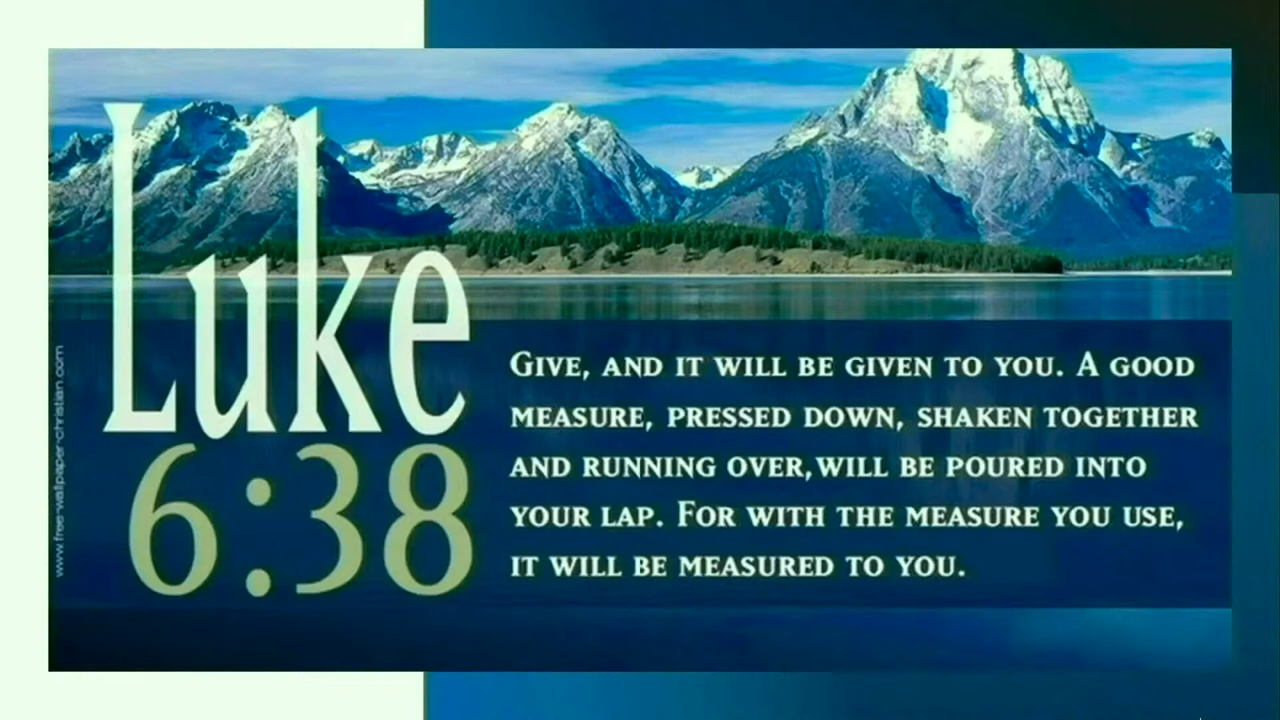 Luke
6:38
GIVE, AND IT WILL BE GIVEN TO YOU. A GOOD
MEASURE, PRESSED DOWN, SHAKEN TOGETHER
AND RUNNING OVER, WILL BE POURED INTO
YOUR LAP. FOR WITH THE MEASURE YOU USE,
IT WILL BE MEASURED TO YOU.
www.free-wallpaper-christian.com